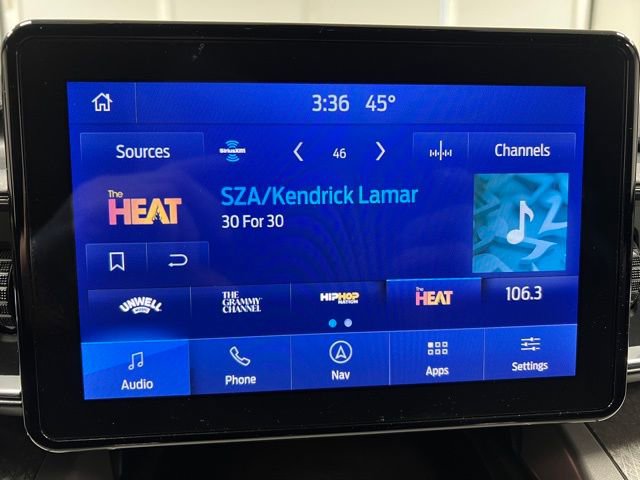 3:36 45°
Sources SiriusXM 46 Channels
The HEAT
SZA/Kendrick Lamar
30 For 30
UNWELL MUSIC
THE GRAMMY CHANNEL
HIPHOP NATION
The HEAT
106.3
Audio Phone Nav Apps Settings